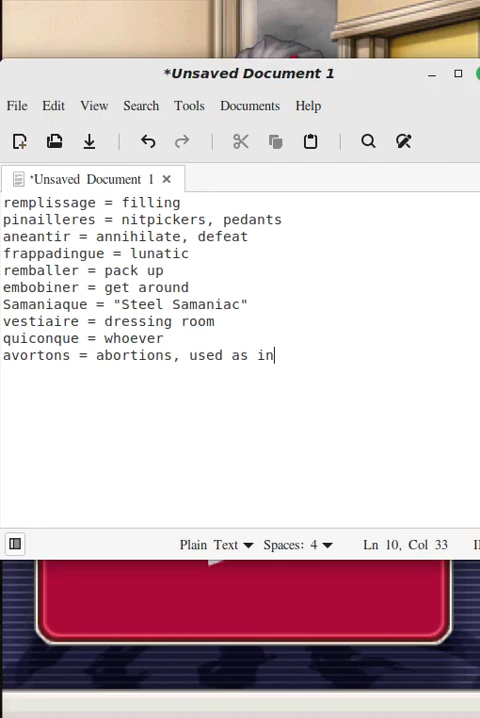 *Unsaved Document 1
File Edit View Search Tools Documents Help
*Unsaved Document 1
remplissage = filling
pinailleres = nitpickers, pedants
aneantir = annihilate, defeat
frappadingue = lunatic
remballer = pack up
embobiner = get around
Samaniaque = "Steel Samaniac"
vestiaire = dressing room
quiconque = whoever
avortons = abortions, used as in
Plain Text Spaces: 4 Ln 10, Col 33